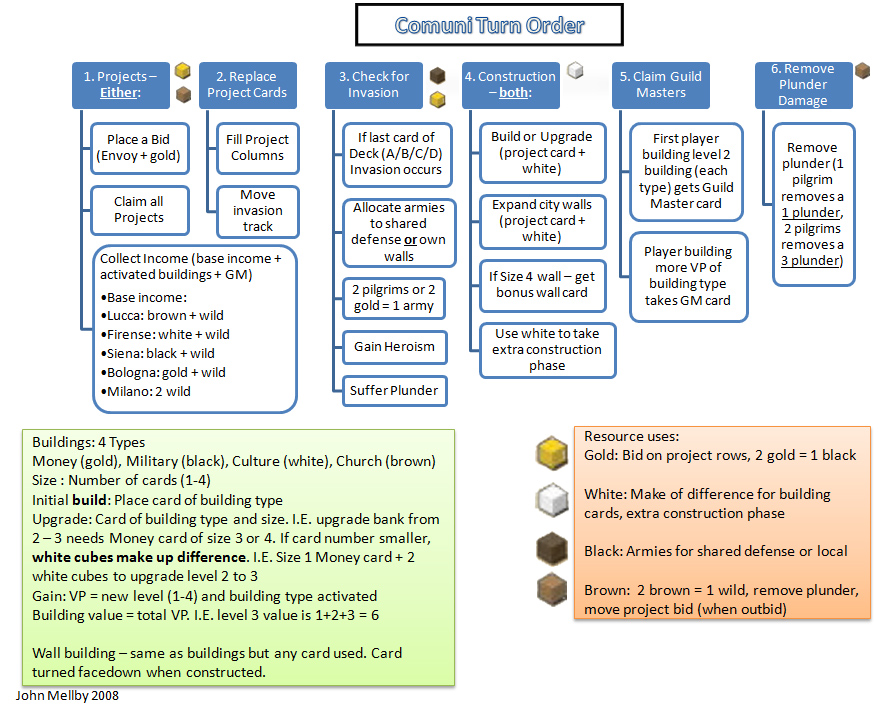 Comuni Turn Order
1. Projects –
Either:
Place a Bid
(Envoy + gold)
Claim all
Projects
Collect Income (base income +
activated buildings + GM)
•Base income:
•Lucca: brown + wild
•Firense: white + wild
•Siena: black + wild
•Bologna: gold + wild
•Milano: 2 wild
2. Replace
Project Cards
Fill Project
Columns
Move
invasion
track
3. Check for
Invasion
If last card of
Deck (A/B/C/D)
Invasion occurs
Allocate armies
to shared
defense or own
walls
2 pilgrims or 2
gold = 1 army
Gain Heroism
Suffer Plunder
4. Construction
– both:
Build or Upgrade
(project card +
white)
Expand city walls
(project card +
white)
If Size 4 wall – get
bonus wall card
Use white to take
extra construction
phase
5. Claim Guild
Masters
First player
building level 2
building (each
type) gets Guild
Master card
Player building
more VP of
building type
takes GM card
6. Remove
Plunder
Damage
Remove
plunder (1
pilgrim
removes a
1 plunder,
2 pilgrims
removes a
3 plunder)
Buildings: 4 Types
Money (gold), Military (black), Culture (white), Church (brown)
Size : Number of cards (1-4)
Initial build: Place card of building type
Upgrade: Card of building type and size. I.E. upgrade bank from
2 – 3 needs Money card of size 3 or 4. If card number smaller,
white cubes make up difference. I.E. Size 1 Money card + 2
white cubes to upgrade level 2 to 3
Gain: VP = new level (1-4) and building type activated
Building value = total VP. I.E. level 3 value is 1+2+3 = 6
Wall building – same as buildings but any card used. Card
turned facedown when constructed.
Resource uses:
Gold: Bid on project rows, 2 gold = 1 black
White: Make of difference for building
cards, extra construction phase
Black: Armies for shared defense or local
Brown: 2 brown = 1 wild, remove plunder,
move project bid (when outbid)
John Mellby 2008